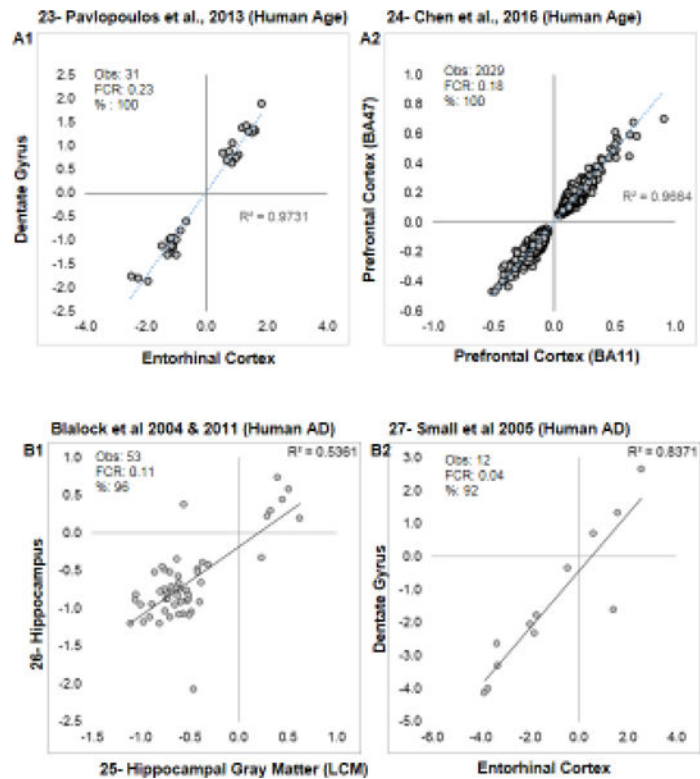 23- Pavlopoulos et al., 2013 (Human Age)
A1
Obs: 31
FCR: 0.23
% : 100
2.5
2.0
1.5
1.0
0.5
0.0
-0.5
-1.0
-1.5
-2.0
-2.5
Dentate Gyrus
R² = 0.9731
-4.0 -2.0 0.0 2.0 4.0
Entorhinal Cortex
24- Chen et al., 2016 (Human Age)
A2
Obs: 2029
FCR: 0.18
% : 100
1.0
0.8
0.6
0.4
0.2
0.0
-0.2
-0.4
-0.6
Prefrontal Cortex (BA47)
R² = 0.9664
-1.0 -0.5 0.0 0.5 1.0
Prefrontal Cortex (BA11)
Blalock et al 2004 & 2011 (Human AD)
B1
R² = 0.5361
Obs: 53
FCR: 0.11
%: 96
1.0
0.5
0.0
-0.5
-1.0
-1.5
-2.0
-2.5
26- Hippocampus
-1.5 -1.0 -0.5 0.0 0.5 1.0
25- Hippocampal Gray Matter (LCM)
27- Small et al 2005 (Human AD)
B2
R² = 0.8371
Obs: 12
FCR: 0.04
%: 92
3.0
2.0
1.0
0.0
-1.0
-2.0
-3.0
-4.0
-5.0
Dentate Gyrus
-6.0 -4.0 -2.0 0.0 2.0 4.0
Entorhinal Cortex